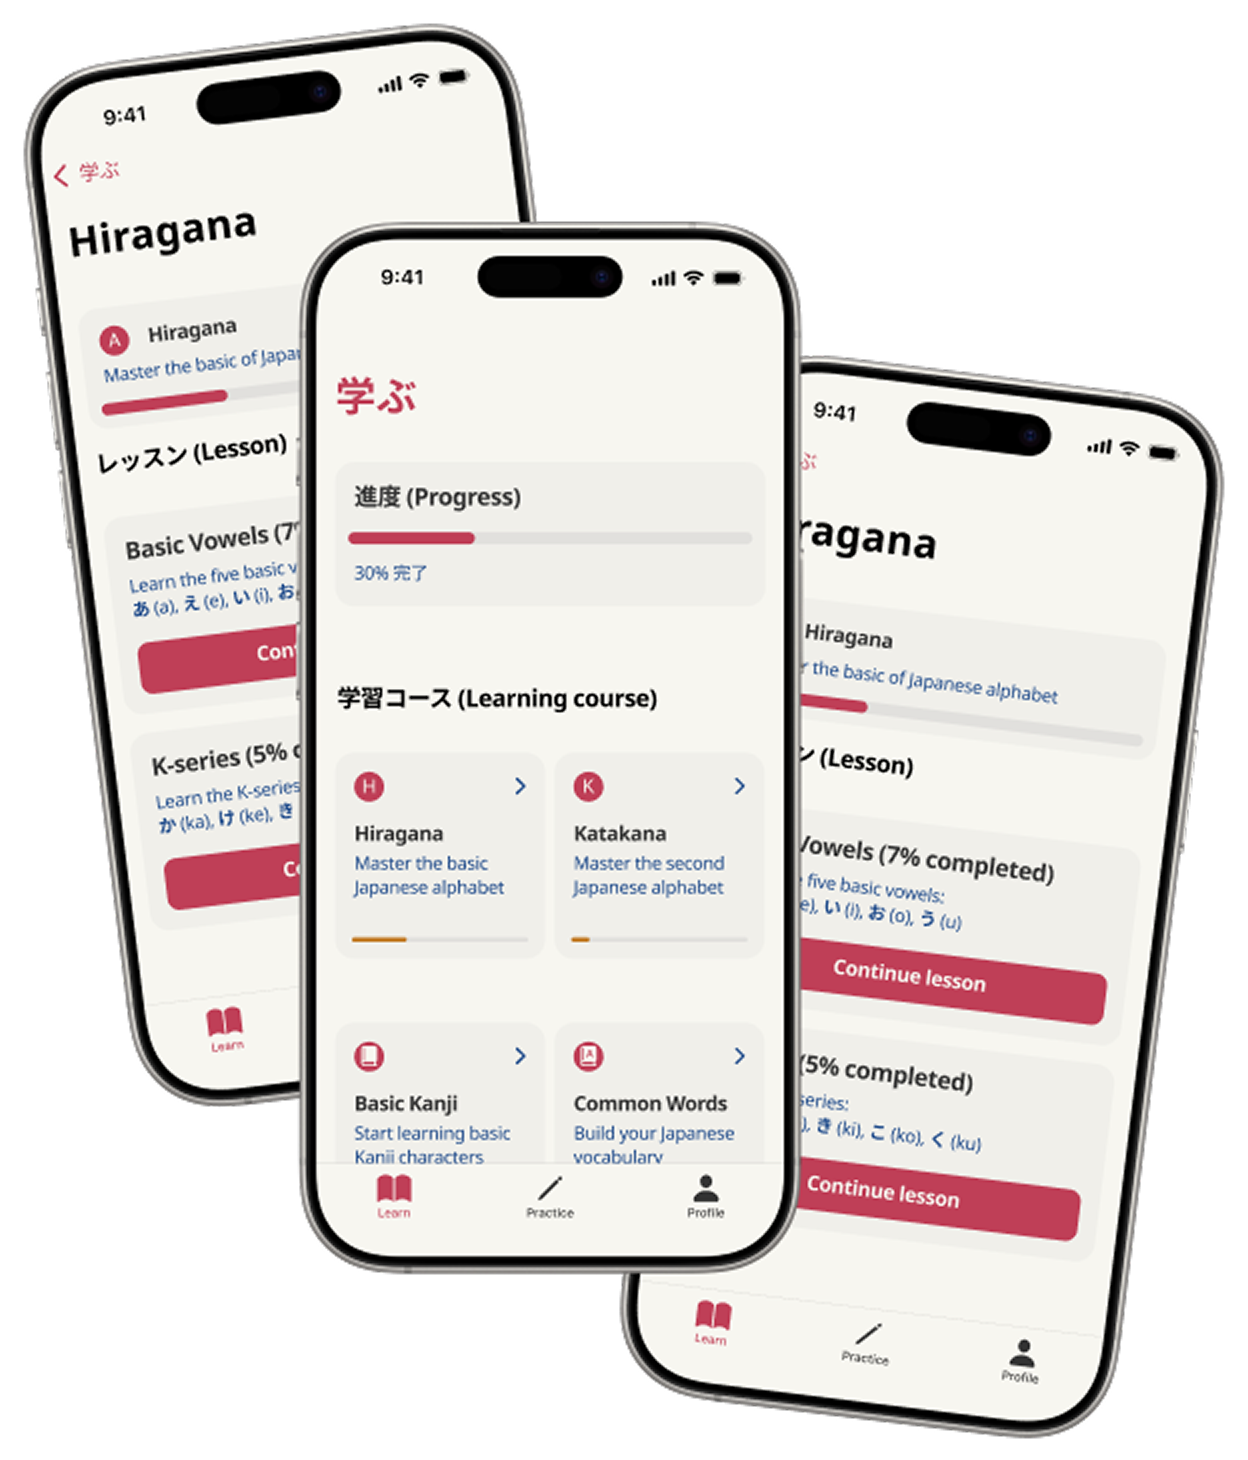 9:41
学ぶ
Hiragana
A Hiragana
Master the basic of
レッスン (Lesson)
Basic Vowels
Learn the five basic
あ (a), え (e), い (i), お
K-series (5%
Learn the K-series
か (ka), け (ke), き
Learn
9:41
学ぶ
進度 (Progress)
30% 完了
学習コース (Learning course)
H
Hiragana
Master the basic
Japanese alphabet
K
Katakana
Master the second
Japanese alphabet
Basic Kanji
Start learning basic
Kanji characters
A
Common Words
Build your Japanese
vocabulary
Learn
Practice
Profile
9:41
ぶ
ragana
Hiragana
the basic of Japanese alphabet
ン (Lesson)
Vowels (7% completed)
five basic vowels:
い (i), お (o), う (u)
Continue lesson
(5% completed)
series:
き (ki), こ (ko), く (ku)
Continue lesson
Learn
Practice
Profile